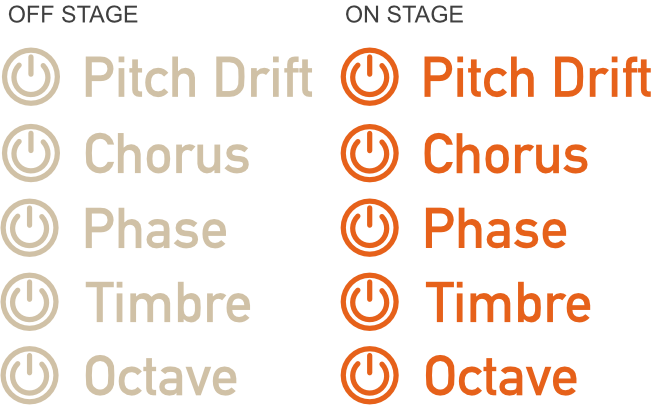 OFF STAGE
Pitch Drift
Chorus
Phase
Timbre
Octave
ON STAGE
Pitch Drift
Chorus
Phase
Timbre
Octave